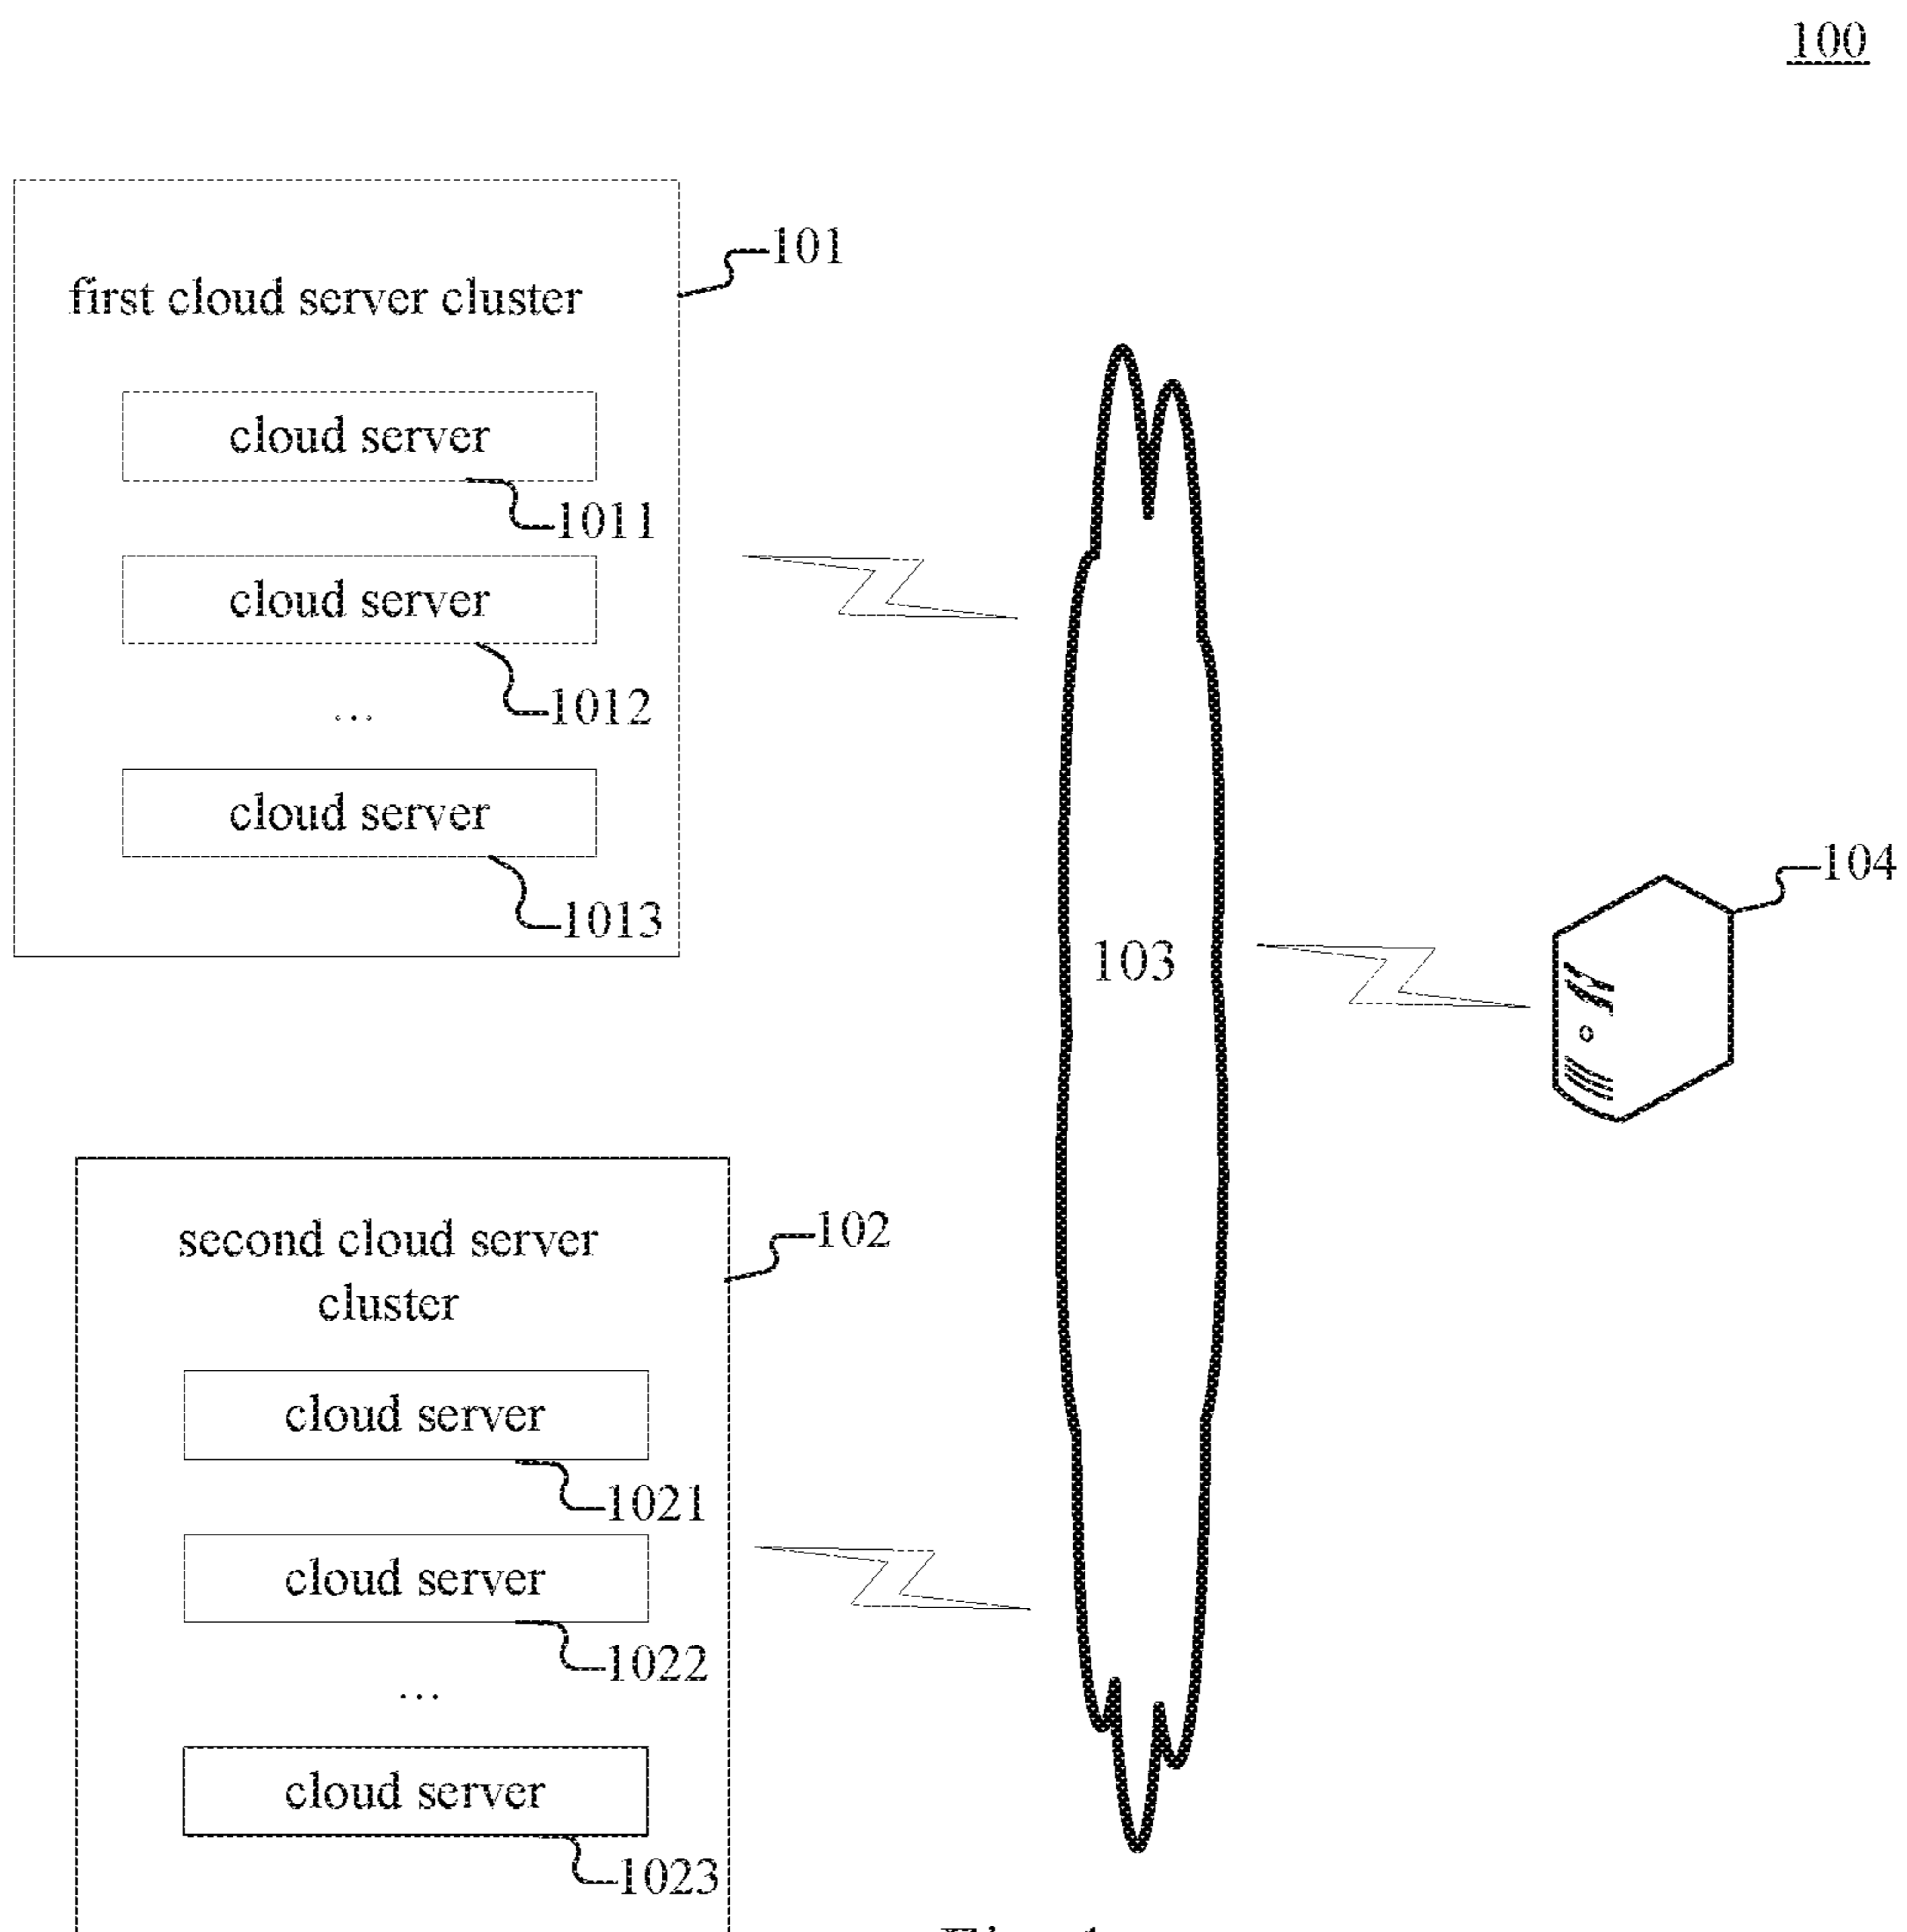 100
101
first cloud server cluster
cloud server
1011
cloud server
1012
...
cloud server
1013
103
104
102
second cloud server
cluster
cloud server
1021
cloud server
1022
...
cloud server
1023